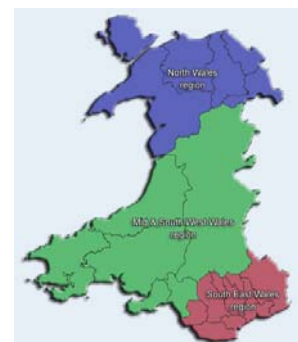 North Wales
region
Mid & South West Wales
region
South East Wales
region